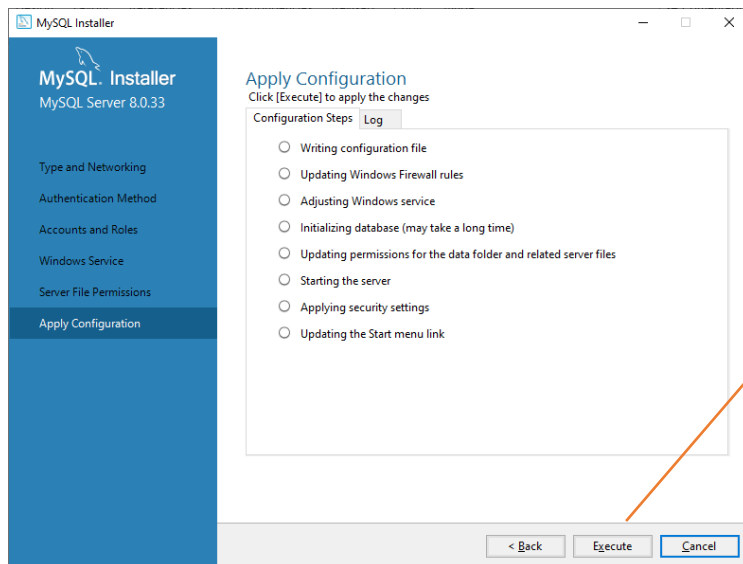 MySQL Installer
MySQL. Installer
MySQL Server 8.0.33
Type and Networking
Authentication Method
Accounts and Roles
Windows Service
Server File Permissions
Apply Configuration
Apply Configuration
Click [Execute] to apply the changes
Configuration Steps Log
Writing configuration file
Updating Windows Firewall rules
Adjusting Windows service
Initializing database (may take a long time)
Updating permissions for the data folder and related server files
Starting the server
Applying security settings
Updating the Start menu link
< Back Execute Cancel